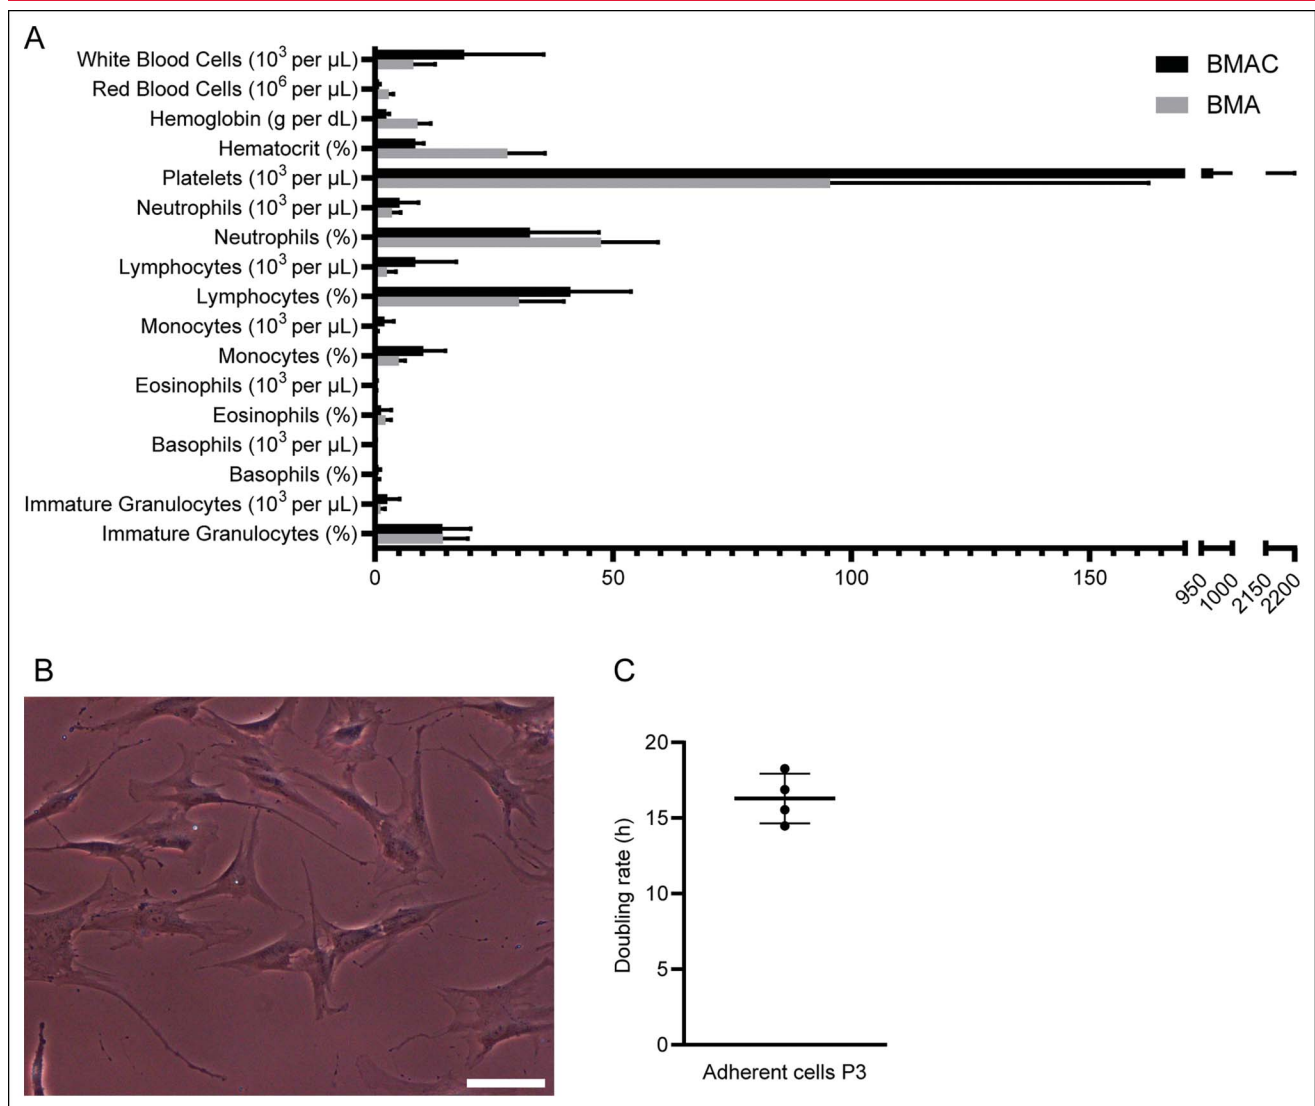 A
White Blood Cells (10³ per µL)
Red Blood Cells (10⁶ per µL)
Hemoglobin (g per dL)
Hematocrit (%)
Platelets (10³ per µL)
Neutrophils (10³ per µL)
Neutrophils (%)
Lymphocytes (10³ per µL)
Lymphocytes (%)
Monocytes (10³ per µL)
Monocytes (%)
Eosinophils (10³ per µL)
Eosinophils (%)
Basophils (10³ per µL)
Basophils (%)
Immature Granulocytes (10³ per µL)
Immature Granulocytes (%)
BMAC
BMA
0 50 100 150 950 1000 2150 2200
B
C
20
15
10
5
0
Doubling rate (h)
Adherent cells P3